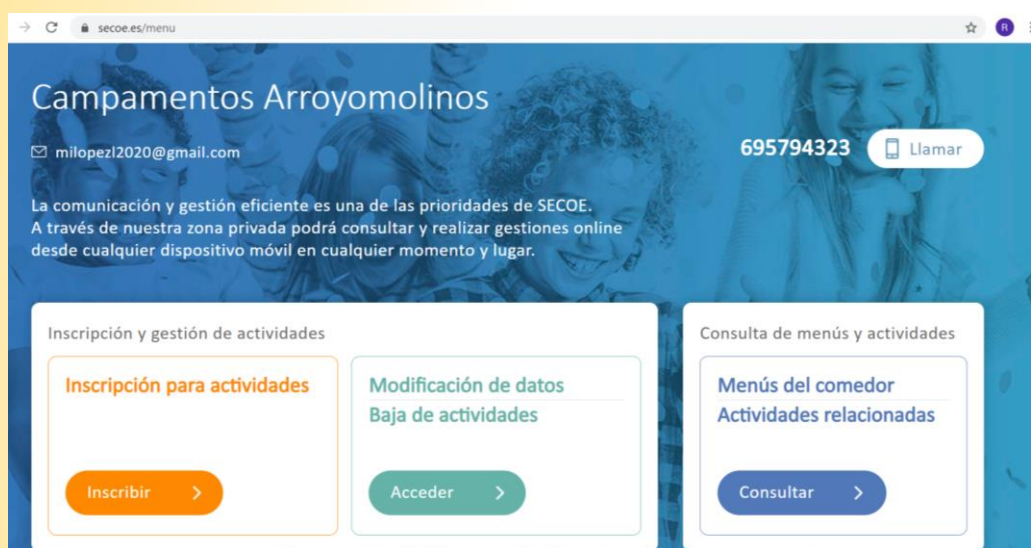 secoe.es/menu
R
Campamentos Arroyomolinos
milopezl2020@gmail.com
695794323
Llamar
La comunicación y gestión eficiente es una de las prioridades de SECOE.
A través de nuestra zona privada podrá consultar y realizar gestiones online
desde cualquier dispositivo móvil en cualquier momento y lugar.
Inscripción y gestión de actividades
Inscripción para actividades
Inscribir
Modificación de datos
Baja de actividades
Acceder
Consulta de menús y actividades
Menús del comedor
Actividades relacionadas
Consultar